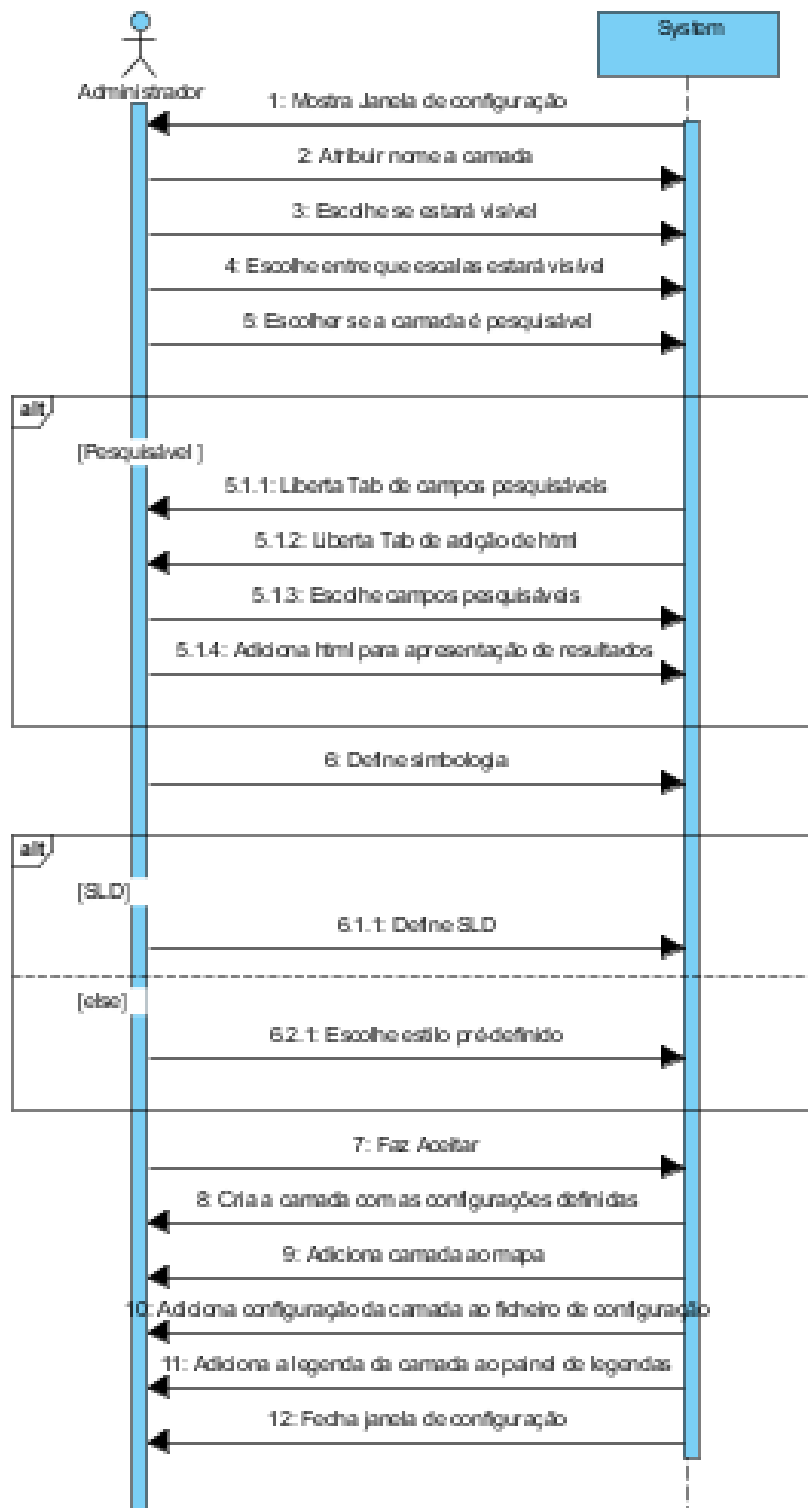 System
Administrador
1: Mostra Janela de configuração
2: Atribuir nome a camada
3: Escolhe se estará visível
4: Escolhe entre que escalas estará visível
5: Escolher se a camada é pesquisável
alt
[Pesquisável ]
5.1.1: Liberta Tab de campos pesquisáveis
5.1.2: Liberta Tab de adição de html
5.1.3: Escolhe campos pesquisáveis
5.1.4: Adiciona html para apresentação de resultados
6: Define simbologia
alt
[SLD]
6.1.1: Define SLD
[else]
6.2.1: Escolhe estilo pré-definido
7: Faz Aceitar
8: Cria a camada com as configurações definidas
9: Adiciona camada ao mapa
10: Adiciona configuração da camada ao ficheiro de configuração
11: Adiciona a legenda da camada ao painel de legendas
12: Fecha janela de configuração